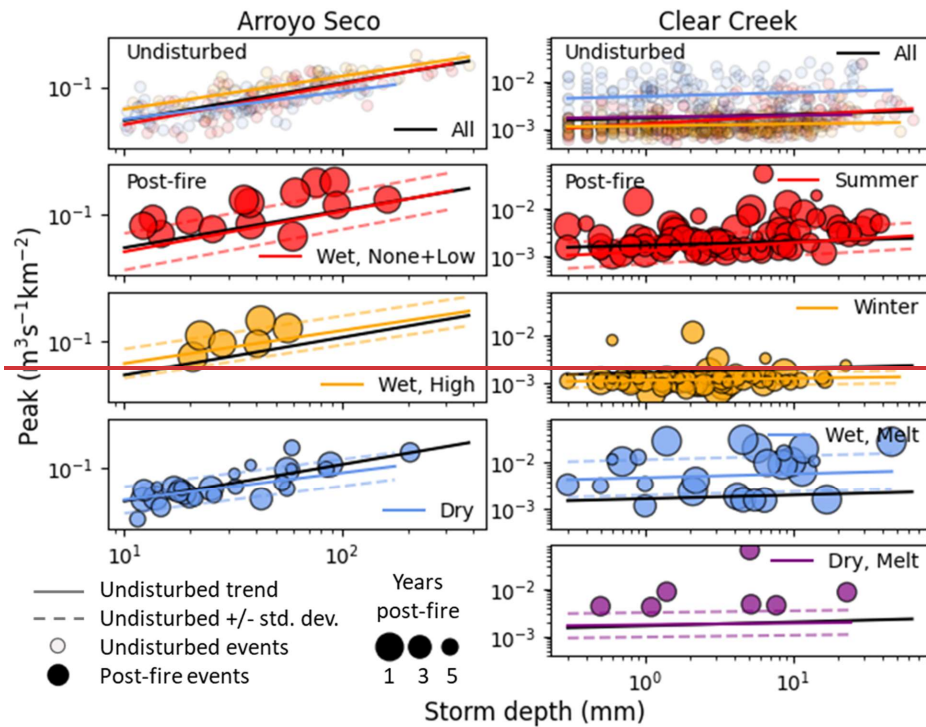 Arroyo Seco
Clear Creek
Undisturbed
10⁻¹
All
Undisturbed
All
10⁻²
10⁻³
Post-fire
10⁻¹
Wet, None+Low
Post-fire
Summer
10⁻²
10⁻³
10⁻¹
Wet, High
Winter
10⁻²
10⁻³
10⁻¹
Dry
10¹
10²
Wet, Melt
10⁻²
10⁻³
Dry, Melt
10⁻²
10⁻³
10⁰
10¹
Peak (m³s⁻¹km⁻²)
Undisturbed trend
Undisturbed +/- std. dev.
Undisturbed events
Post-fire events
Years
post-fire
1 3 5
Storm depth (mm)